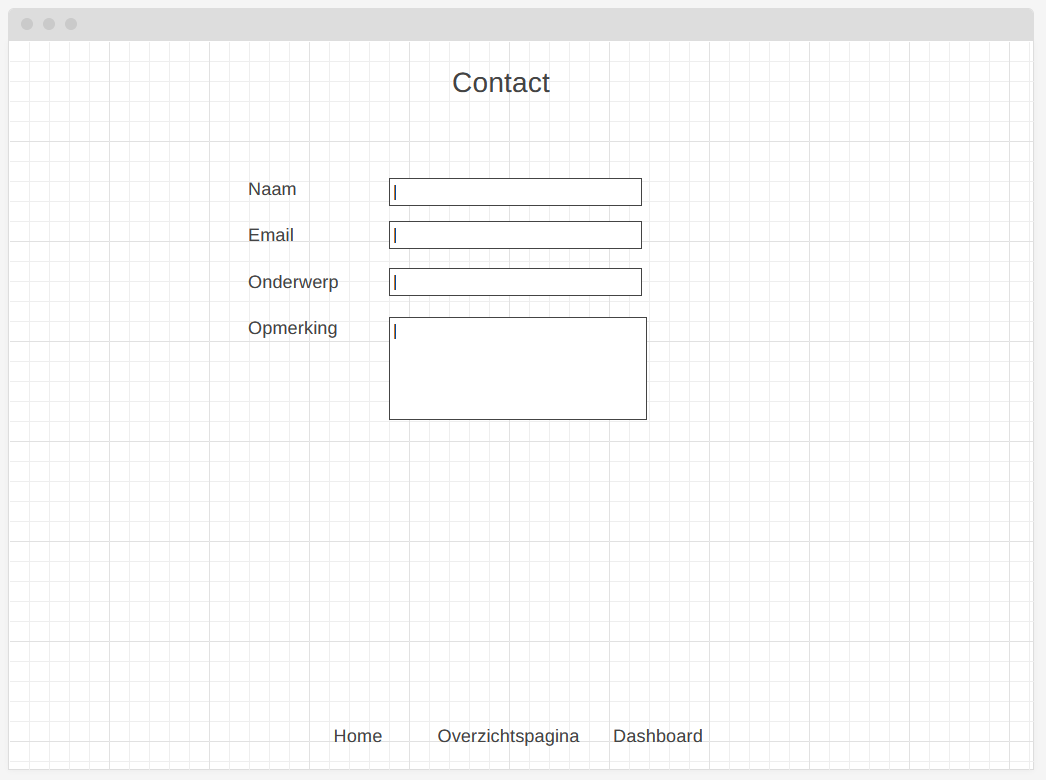 Contact
Naam
Email
Onderwerp
Opmerking
Home Overzichtspagina Dashboard